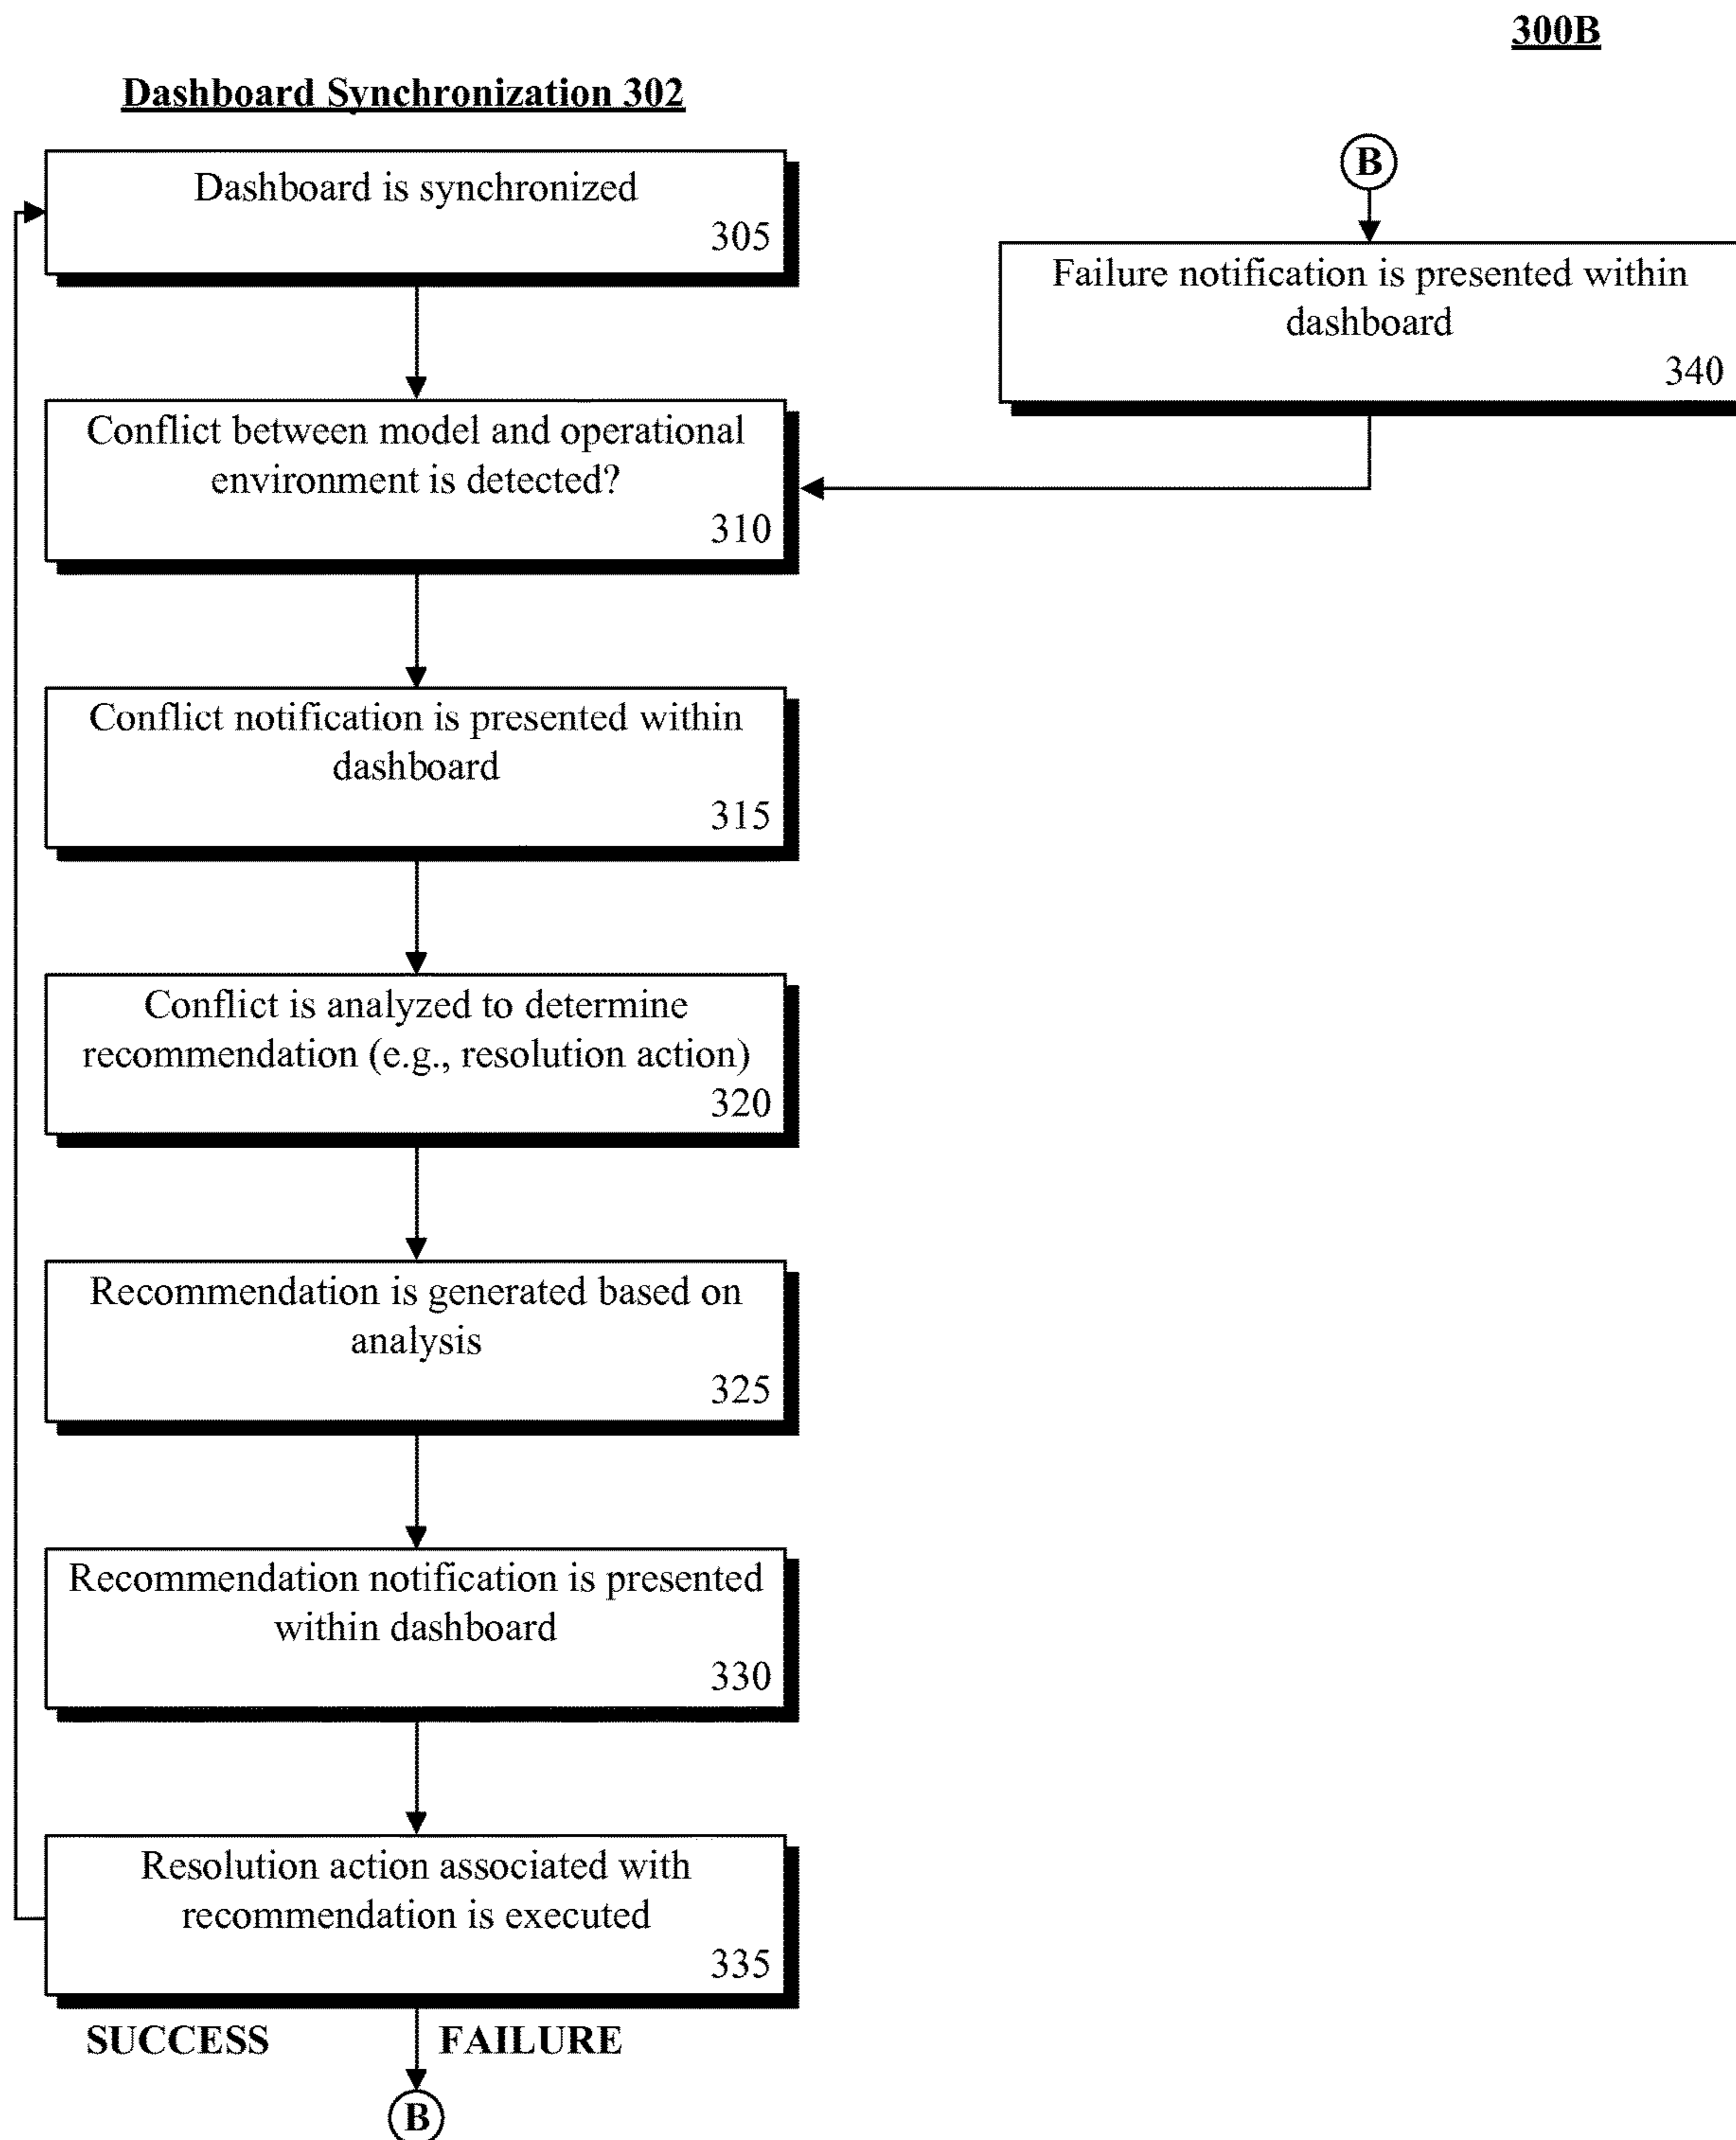 300B
Dashboard Synchronization 302
Dashboard is synchronized
305
Conflict between model and operational
environment is detected?
310
Conflict notification is presented within
dashboard
315
Conflict is analyzed to determine
recommendation (e.g., resolution action)
320
Recommendation is generated based on
analysis
325
Recommendation notification is presented
within dashboard
330
Resolution action associated with
recommendation is executed
335
SUCCESS
FAILURE
B
B
Failure notification is presented within
dashboard
340